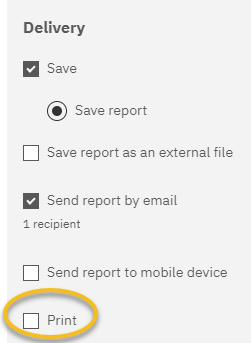 Delivery
Save
Save report
Save report as an external file
Send report by email
1 recipient
Send report to mobile device
Print